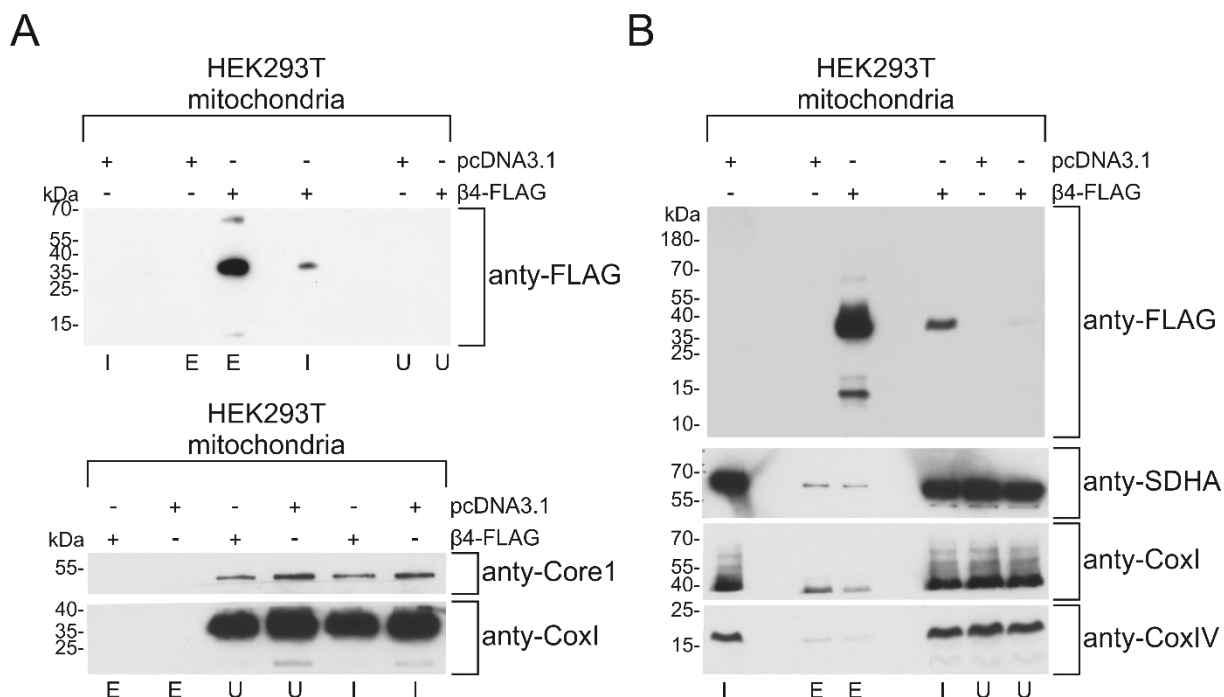 A
HEK293T
mitochondria
+ + - - + - pcDNA3.1
- - + + - + β4-FLAG
kDa
70-
55-
40-
35-
25-
15-
anty-FLAG
I E E I U U
HEK293T
mitochondria
- + - + - + pcDNA3.1
+ - + - + - β4-FLAG
kDa
55-
anty-Core1
40-
35-
25-
anty-CoxI
E E U U I I
B
HEK293T
mitochondria
+ + - - + - pcDNA3.1
- - + + - + β4-FLAG
kDa
180-
70-
55-
40-
35-
25-
15-
10-
anty-FLAG
70-
55-
anty-SDHA
70-
55-
40-
anty-CoxI
25-
15-
anty-CoxIV
I E E I U U